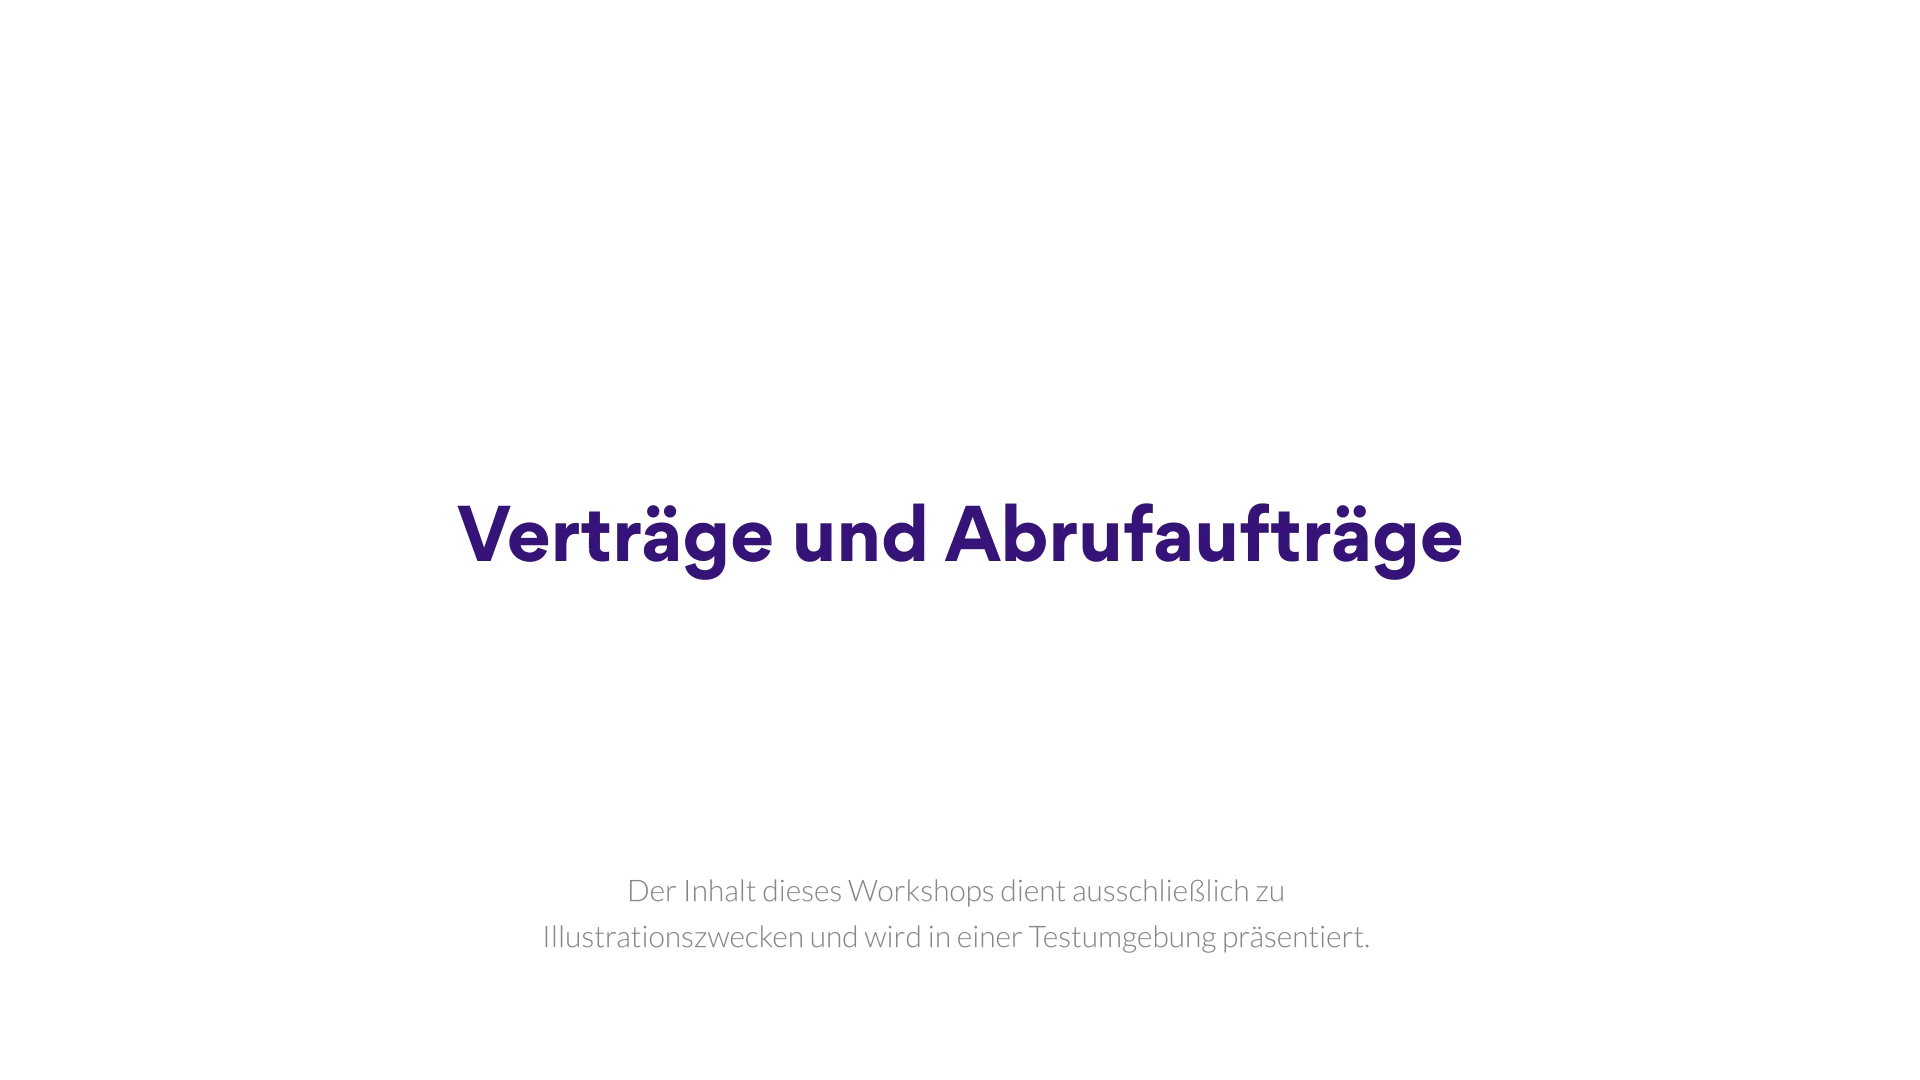 Verträge und Abrufaufträge
Der Inhalt dieses Workshops dient ausschließlich zu
Illustrationszwecken und wird in einer Testumgebung präsentiert.